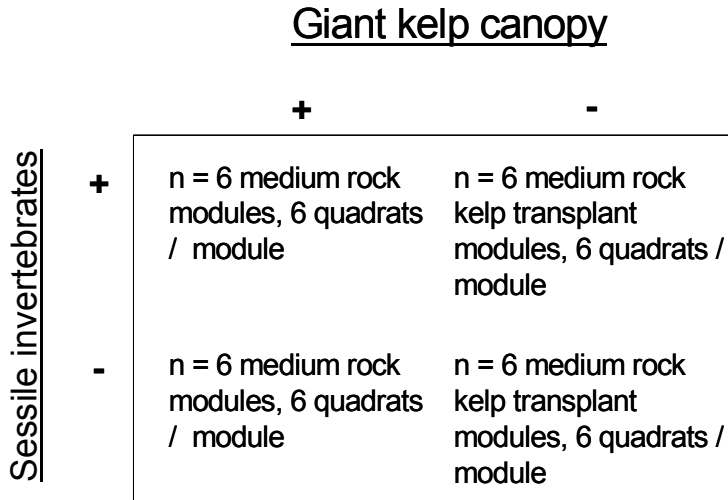 Giant kelp canopy
+ -
Sessile invertebrates
+
n = 6 medium rock
modules, 6 quadrats
/ module
n = 6 medium rock
kelp transplant
modules, 6 quadrats /
module
-
n = 6 medium rock
modules, 6 quadrats
/ module
n = 6 medium rock
kelp transplant
modules, 6 quadrats /
module